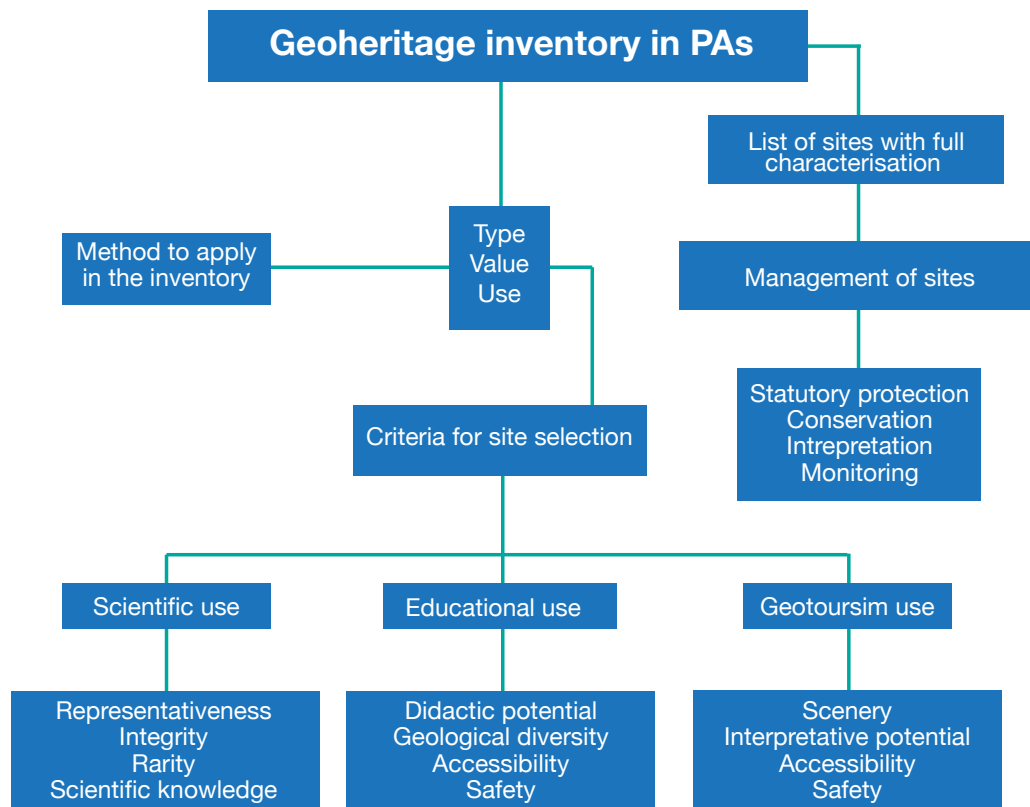 Geoheritage inventory in PAs
List of sites with full
characterisation
Type
Value
Use
Method to apply
in the inventory
Management of sites
Statutory protection
Conservation
Intrepretation
Monitoring
Criteria for site selection
Scientific use
Educational use
Geotoursim use
Representativeness
Integrity
Rarity
Scientific knowledge
Didactic potential
Geological diversity
Accessibility
Safety
Scenery
Interpretative potential
Accessibility
Safety